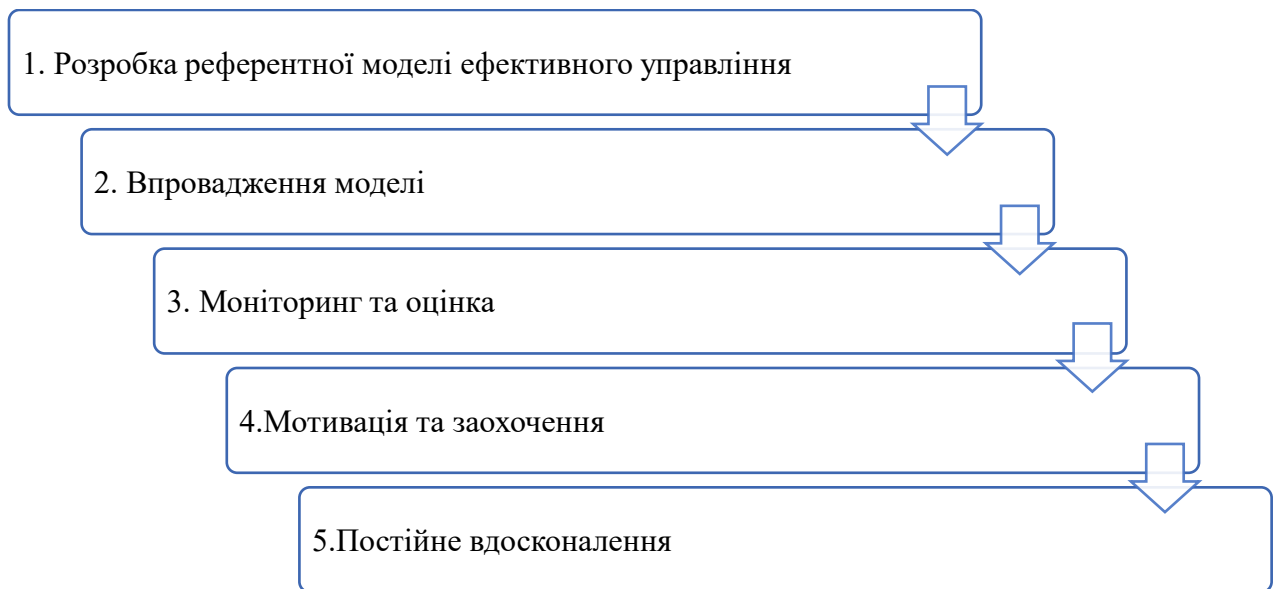 1. Розробка референтної моделі ефективного управління
2. Впровадження моделі
3. Моніторинг та оцінка
4.Мотивація та заохочення
5.Постійне вдосконалення